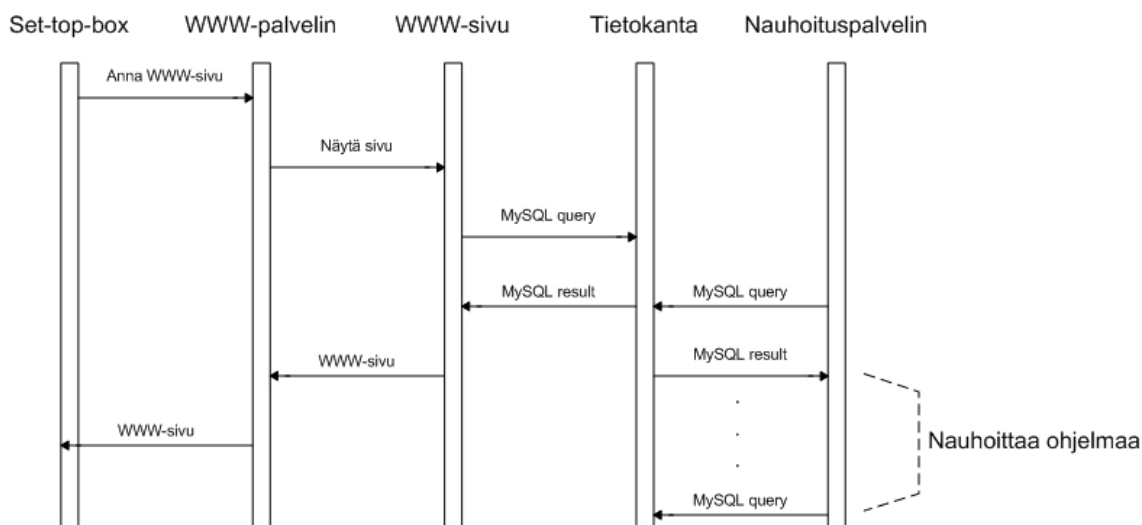 Set-top-box
WWW-palvelin
WWW-sivu
Tietokanta
Nauhoituspalvelin
Anna WWW-sivu
Näytä sivu
MySQL query
MySQL result
MySQL query
WWW-sivu
MySQL result
WWW-sivu
Nauhoittaa ohjelmaa
MySQL query